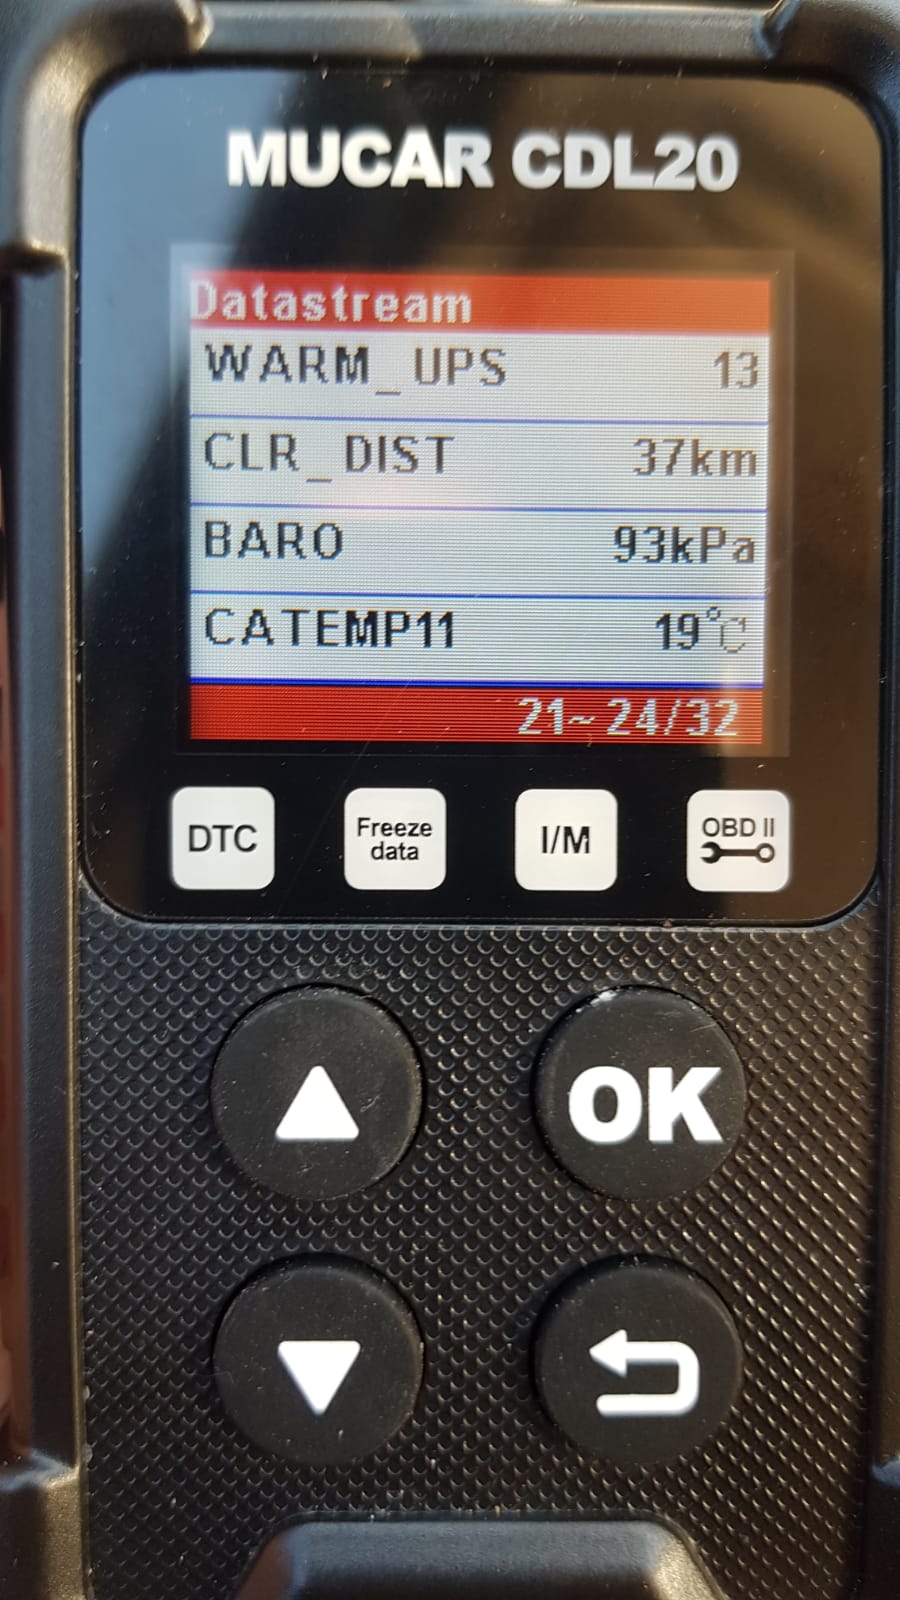 MUCAR CDL20
Datastream
WARM_UPS 13
CLR_DIST 37km
BARO 93kPa
CATEMP11 19°C
21~24/32
DTC
Freeze data
I/M
OBD II
OK